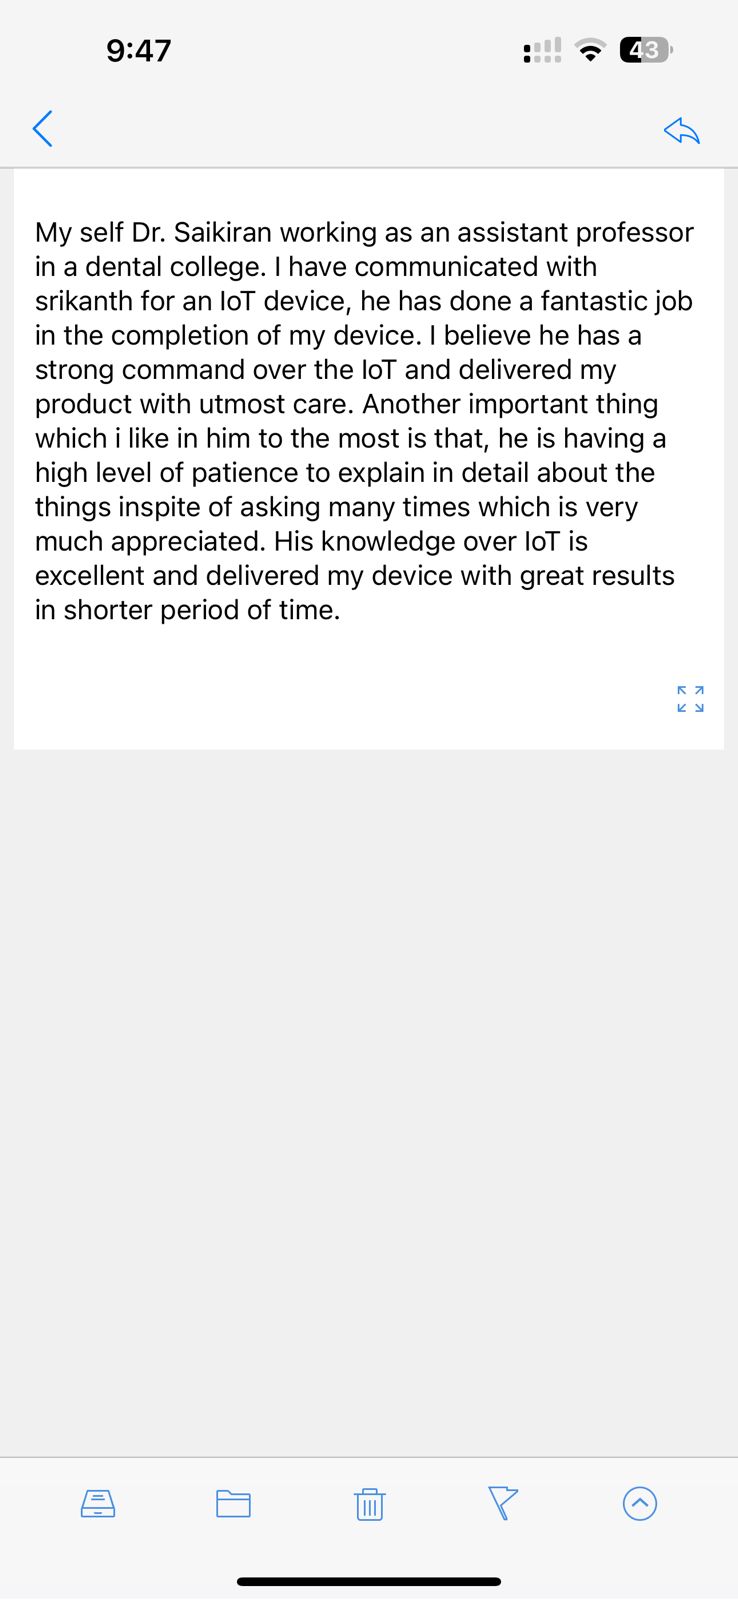 9:47
43
My self Dr. Saikiran working as an assistant professor
in a dental college. I have communicated with
srikanth for an IoT device, he has done a fantastic job
in the completion of my device. I believe he has a
strong command over the IoT and delivered my
product with utmost care. Another important thing
which i like in him to the most is that, he is having a
high level of patience to explain in detail about the
things inspite of asking many times which is very
much appreciated. His knowledge over IoT is
excellent and delivered my device with great results
in shorter period of time.